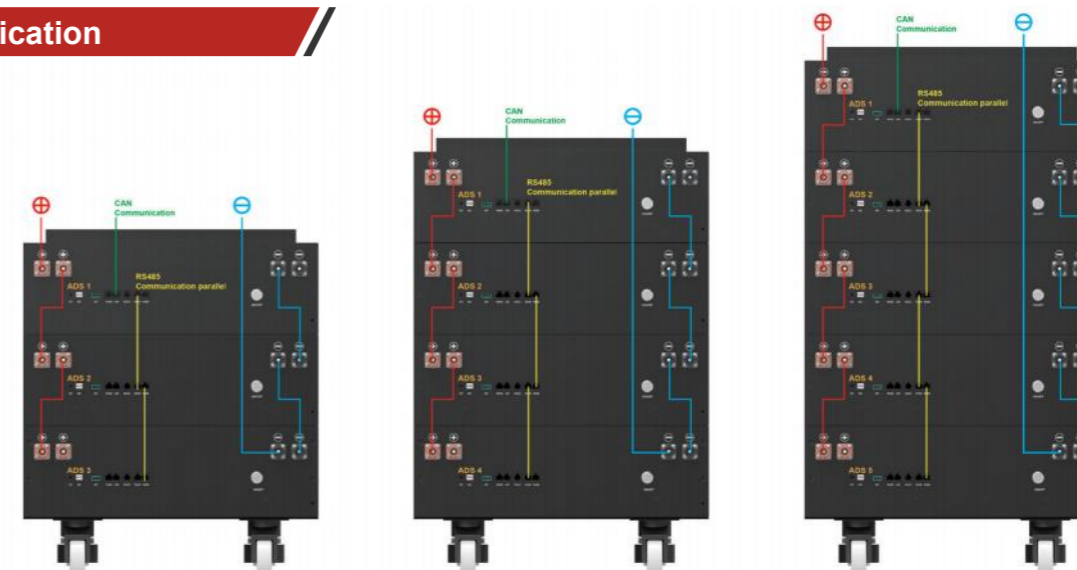 ication
CAN
Communication
RS485
Communication parallel
ADS 1
ADS 2
ADS 3
CAN
Communication
RS485
Communication parallel
ADS 1
ADS 2
ADS 3
ADS 4
CAN
Communication
RS485
Communication parallel
ADS 1
ADS 2
ADS 3
ADS 4
ADS 5